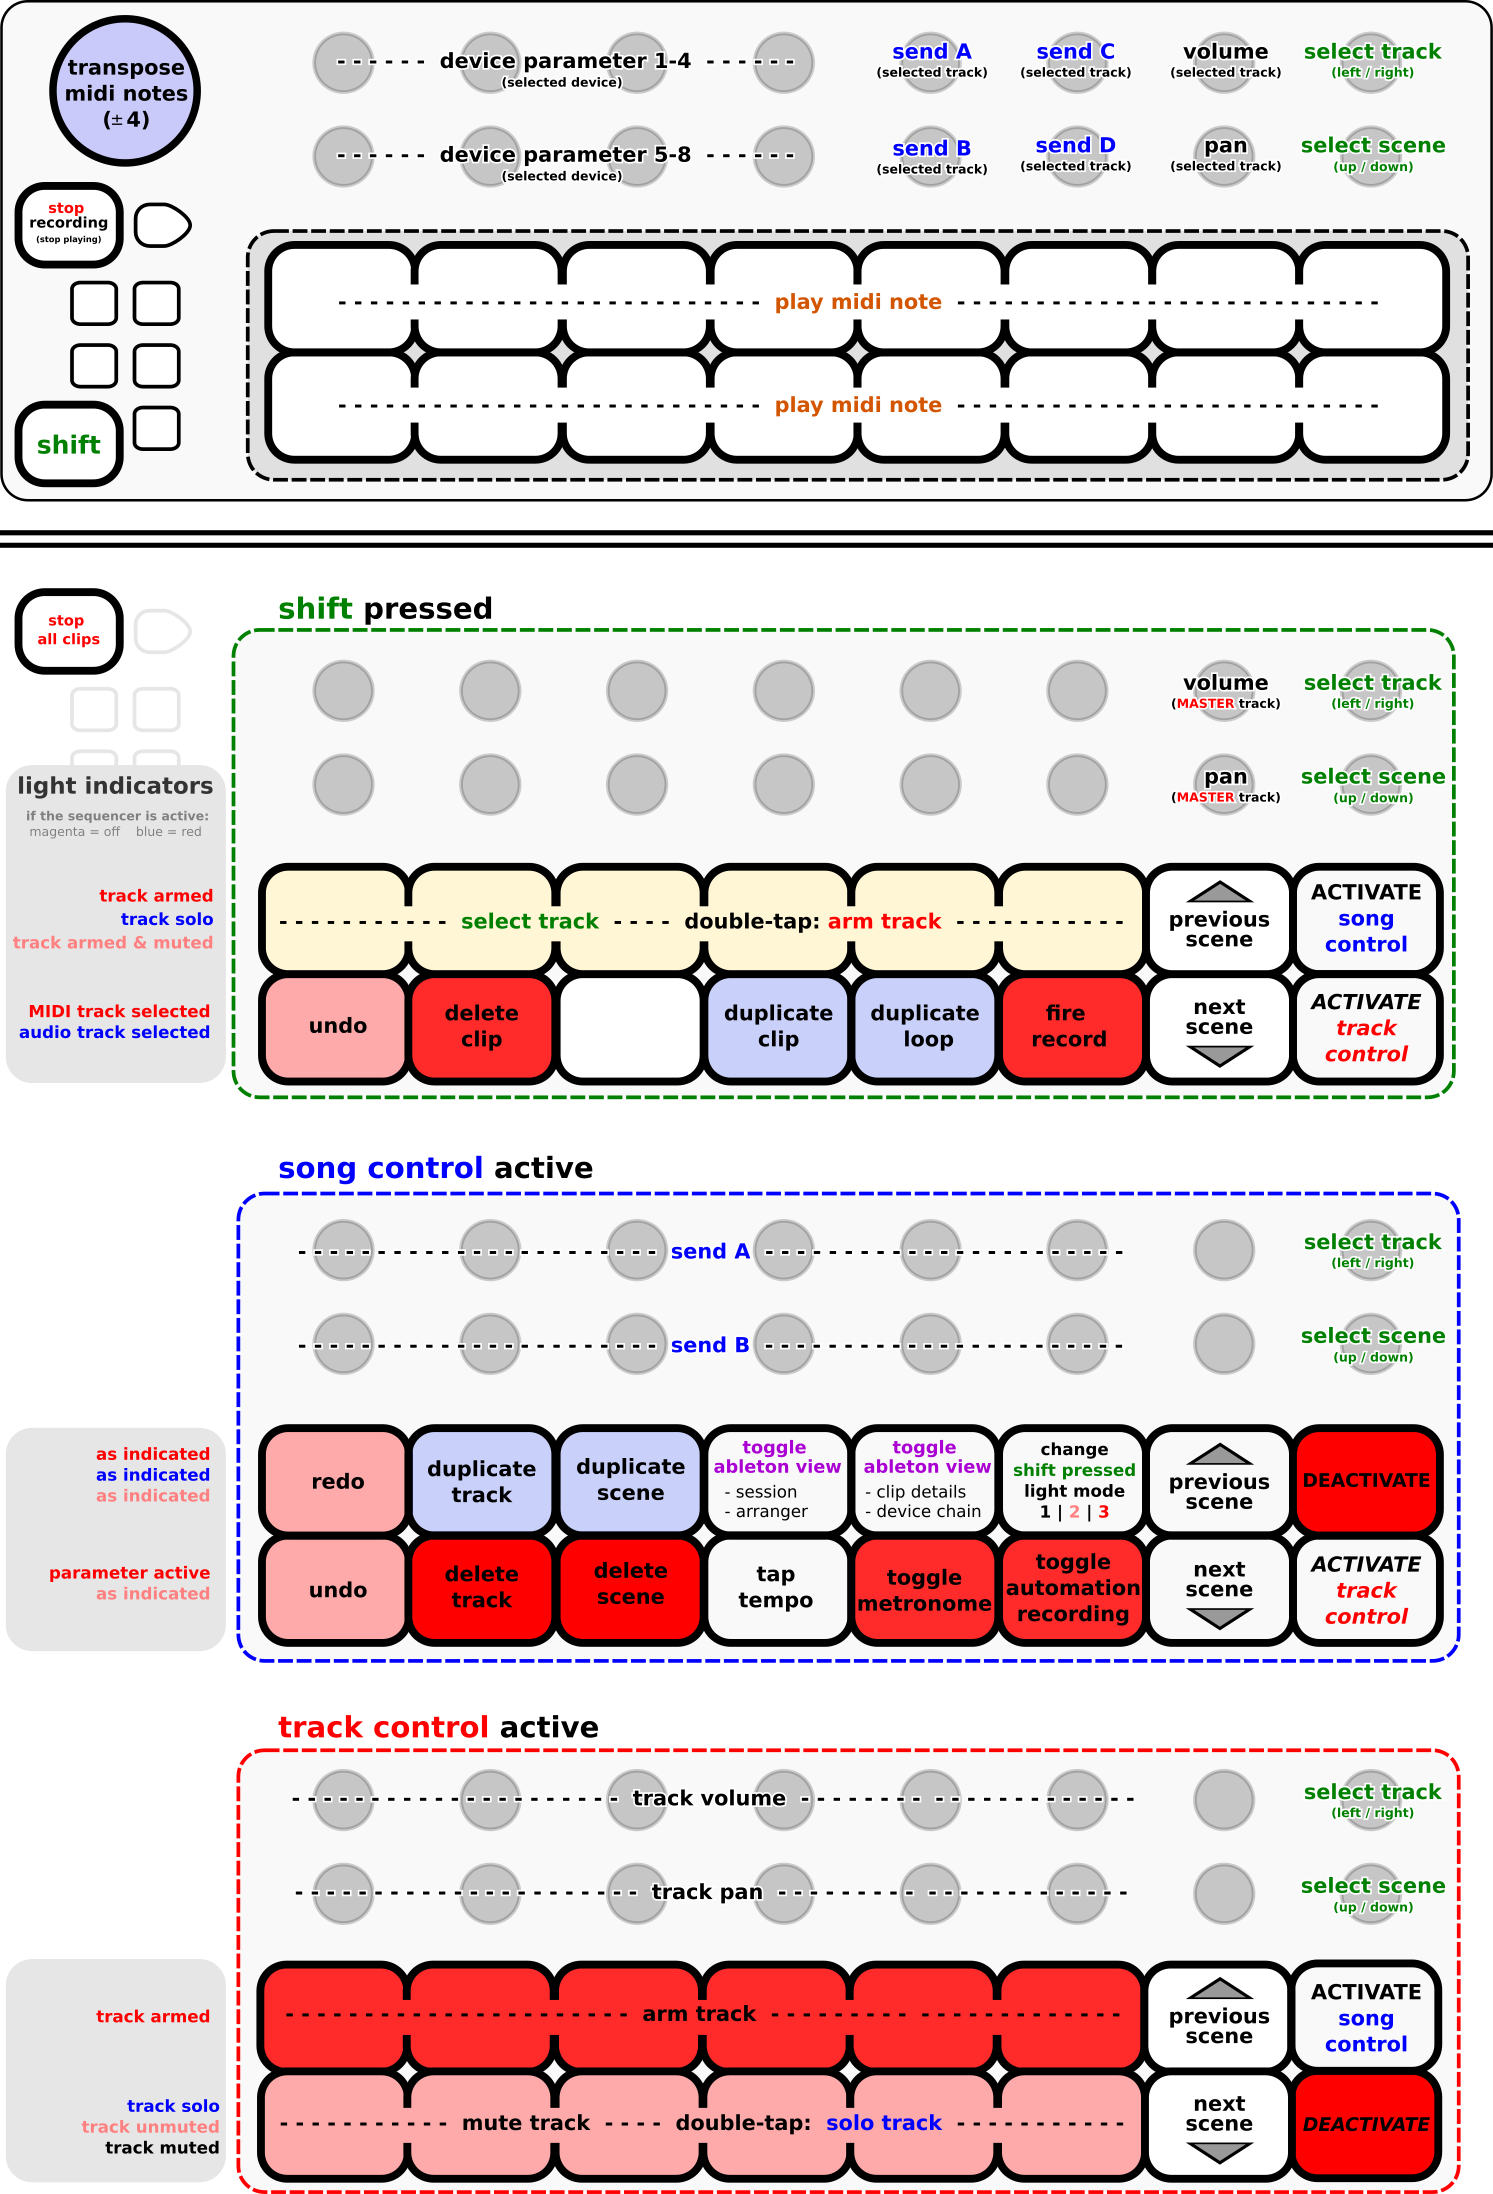 transpose
midi notes
(±4)
device parameter 1-4
(selected device)
send A
(selected track)
send C
(selected track)
volume
(selected track)
select track
(left / right)
device parameter 5-8
(selected device)
send B
(selected track)
send D
(selected track)
pan
(selected track)
select scene
(up / down)
stop
recording
(stop playing)
shift
play midi note
play midi note
stop
all clips
shift pressed
volume
(MASTER track)
select track
(left / right)
pan
(MASTER track)
select scene
(up / down)
light indicators
if the sequencer is active:
magenta = off blue = red
track armed
track solo
track armed & muted
MIDI track selected
audio track selected
select track ---- double-tap: arm track
previous
scene
ACTIVATE
song
control
undo
delete
clip
duplicate
clip
duplicate
loop
fire
record
next
scene
ACTIVATE
track
control
song control active
send A
select track
(left / right)
send B
select scene
(up / down)
as indicated
as indicated
as indicated
parameter active
as indicated
redo
duplicate
track
duplicate
scene
toggle
ableton view
- session
- arranger
toggle
ableton view
- clip details
- device chain
change
shift pressed
light mode
1 | 2 | 3
previous
scene
DEACTIVATE
undo
delete
track
delete
scene
tap
tempo
toggle
metronome
toggle
automation
recording
next
scene
ACTIVATE
track
control
track control active
track volume
select track
(left / right)
track pan
select scene
(up / down)
track armed
track solo
track unmuted
track muted
arm track
previous
scene
ACTIVATE
song
control
mute track ---- double-tap: solo track
next
scene
DEACTIVATE